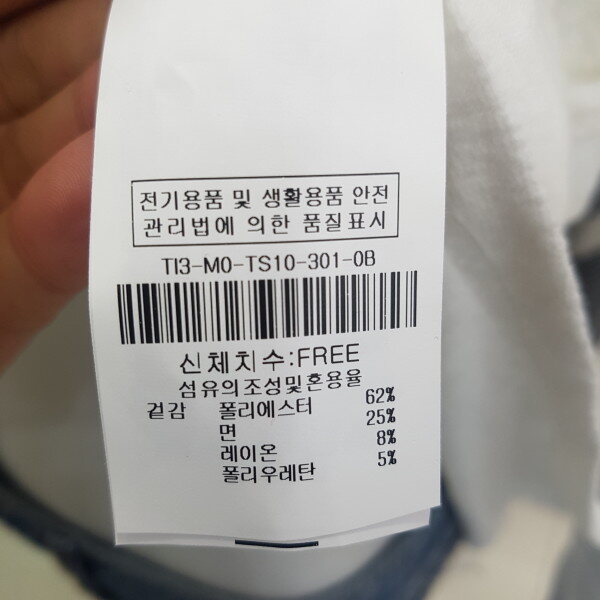 전기용품 및 생활용품 안전
관리법에 의한 품질표시
TI3-M0-TS10-301-0B
신체치수:FREE
섬유의조성및혼용율
겉감 폴리에스터 62%
면 25%
레이온 8%
폴리우레탄 5%